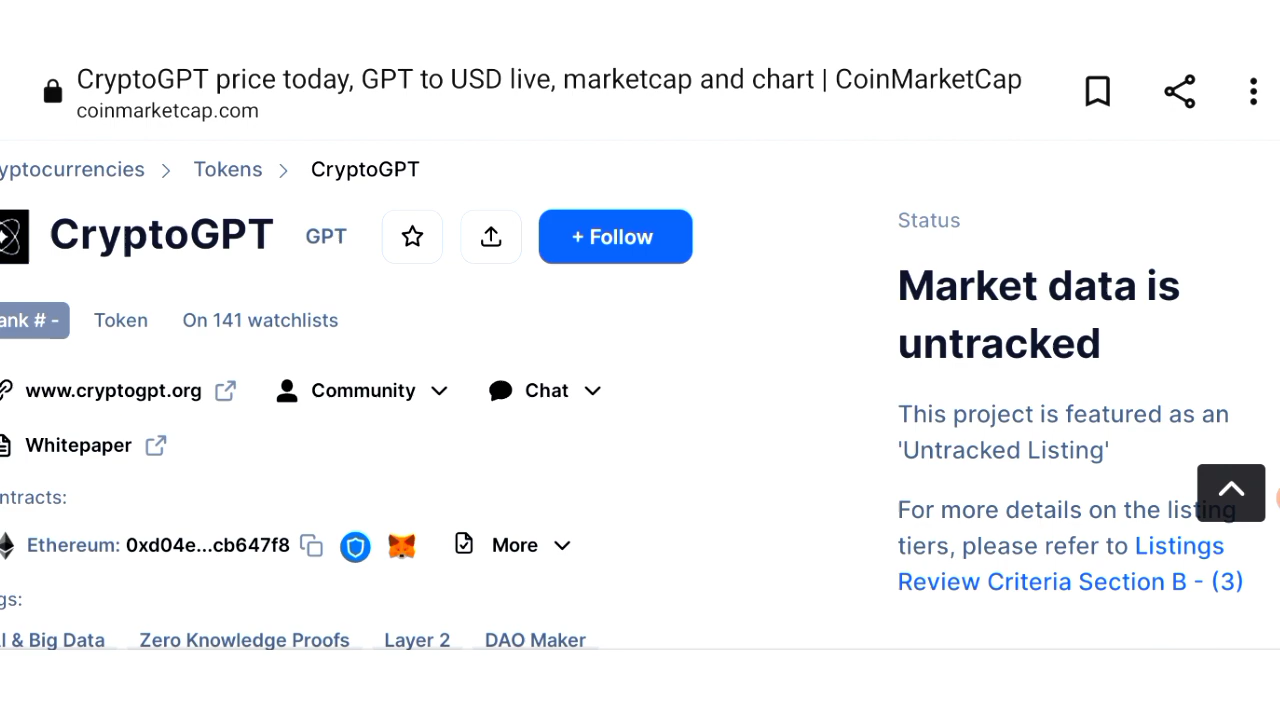 CryptoGPT price today, GPT to USD live, marketcap and chart | CoinMarketCap
coinmarketcap.com
yptocurrencies > Tokens > CryptoGPT
CryptoGPT GPT + Follow
ank # - Token On 141 watchlists
www.cryptogpt.org Community Chat
Whitepaper
ntracts:
Ethereum: 0xd04e...cb647f8 More
gs:
I & Big Data Zero Knowledge Proofs Layer 2 DAO Maker
Status
Market data is
untracked
This project is featured as an
'Untracked Listing'
For more details on the listing
tiers, please refer to Listings
Review Criteria Section B - (3)